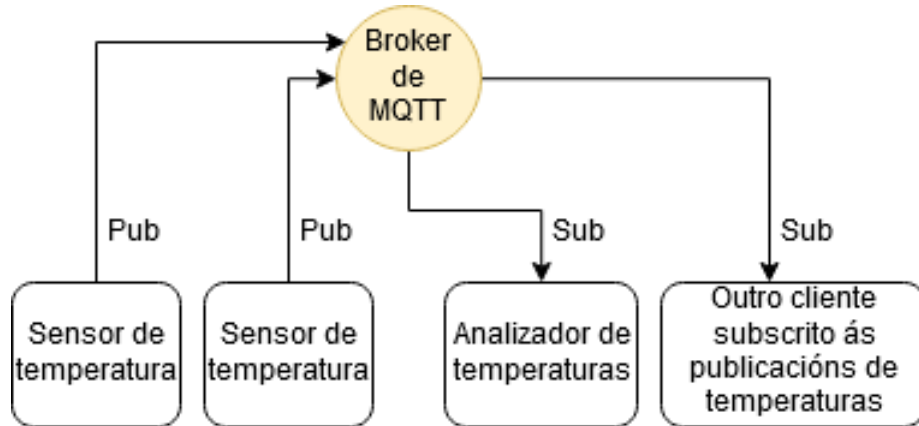 Broker
de
MQTT
Pub
Pub
Sub
Sub
Sensor de
temperatura
Sensor de
temperatura
Analizador de
temperaturas
Outro cliente
subscrito ás
publicacións de
temperaturas